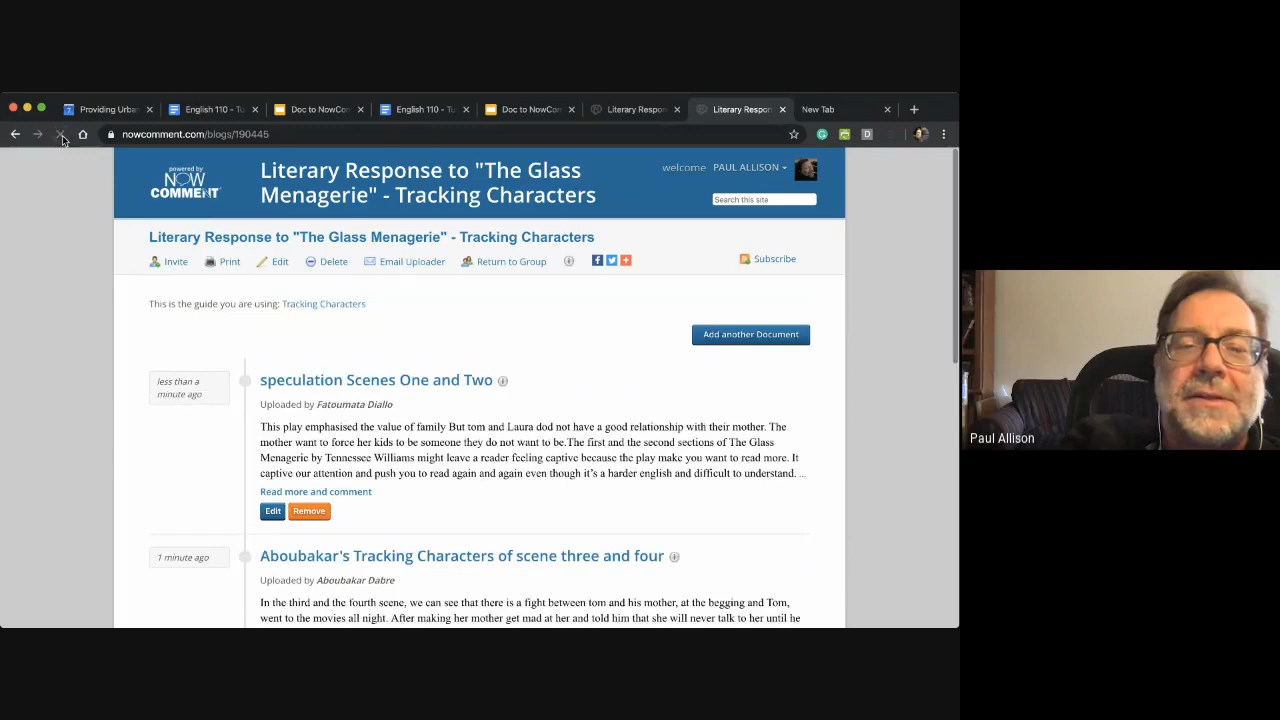 Providing Urba
English 110 - Tu
Doc to NowCom
English 110 - Tu
Doc to NowCom
Literary Respon
Literary Respon
New Tab
nowcomment.com/blogs/190445
powered by
NOW
COMMENT
Literary Response to "The Glass
Menagerie" - Tracking Characters
welcome PAUL ALLISON
Search this site
Literary Response to "The Glass Menagerie" - Tracking Characters
Invite Print Edit Delete Email Uploader Return to Group
Subscribe
This is the guide you are using: Tracking Characters
Add another Document
less than a
minute ago
speculation Scenes One and Two
Uploaded by Fatoumata Diallo
This play emphasised the value of family But tom and Laura dod not have a good relationship with their mother. The
mother want to force her kids to be someone they do not want to be.The first and the second sections of The Glass
Menagerie by Tennessee Williams might leave a reader feeling captive because the play make you want to read more. It
captive our attention and push you to read again and again even though it's a harder english and difficult to understand. ...
Read more and comment
Edit Remove
1 minute ago
Aboubakar's Tracking Characters of scene three and four
Uploaded by Aboubakar Dabre
In the third and the fourth scene, we can see that there is a fight between tom and his mother, at the begging and Tom,
went to the movies all night. After making her mother get mad at her and told him that she will never talk to her until he
Paul Allison